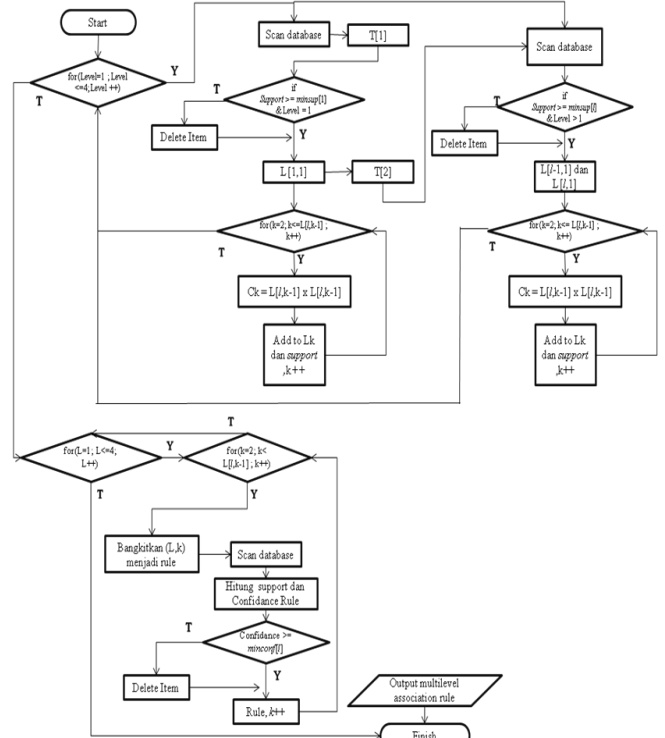 Start
for(Level=1 ; Level
<=4;Level ++)
Y
T
Scan database
T[1]
if
Support >= minsup[1]
& Level = 1
T
Y
Delete Item
L[1,1]
T[2]
for(k=2; k<=L[l,k-1] ;
k++)
T
Y
Ck = L[l,k-1] x L[l,k-1]
Add to Lk
dan support
,k++
Scan database
if
Support >= minsup[l]
& Level > 1
T
Y
Delete Item
L[l-1,1] dan
L[l,1]
for(k=2; k<= L[l,k-1] ;
k++)
T
Y
Ck = L[l,k-1] x L[l,k-1]
Add to Lk
dan support
,k++
T
for(L=1; L<=4;
L++)
Y
T
for(k=2; k<
L[l,k-1] ; k++)
Y
Bangkitkan (L,k)
menjadi rule
Scan database
Hitung support dan
Confidance Rule
T
Confidance >=
minconf[l]
Y
Delete Item
Rule, k++
Output multilevel
association rule
Finish